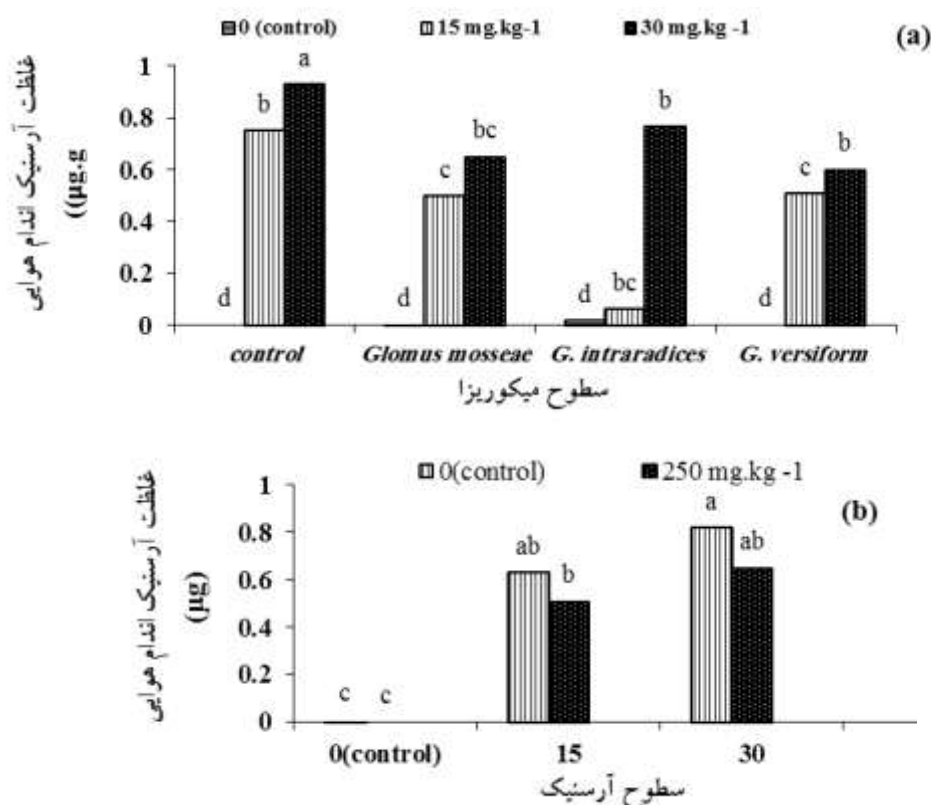 0 (control) 15 mg.kg-1 30 mg.kg -1
(a)
غلظت آرسنیک اندام هوایی
((µg.g
1
0.8
0.6
0.4
0.2
0
d b a
d c bc
d bc b
d c b
control Glomus mosseae G. intraradices G. versiform
سطوح میکوریزا
0(control) 250 mg.kg -1
(b)
غلظت آرسنیک اندام هوایی
(µg)
1
0.8
0.6
0.4
0.2
0
c c
ab b
a ab
0(control) 15 30
سطوح آرسنیک